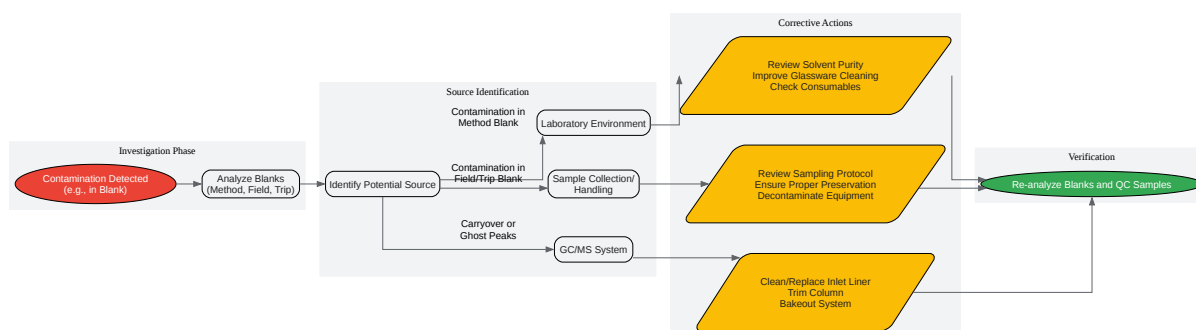 Investigation Phase
Contamination Detected
(e.g., in Blank)
Analyze Blanks
(Method, Field, Trip)
Source Identification
Identify Potential Source
Contamination in
Method Blank
Laboratory Environment
Contamination in
Field/Trip Blank
Sample Collection/
Handling
Carryover or
Ghost Peaks
GC/MS System
Corrective Actions
Review Solvent Purity
Improve Glassware Cleaning
Check Consumables
Review Sampling Protocol
Ensure Proper Preservation
Decontaminate Equipment
Clean/Replace Inlet Liner
Trim Column
Bakeout System
Verification
Re-analyze Blanks and QC Samples